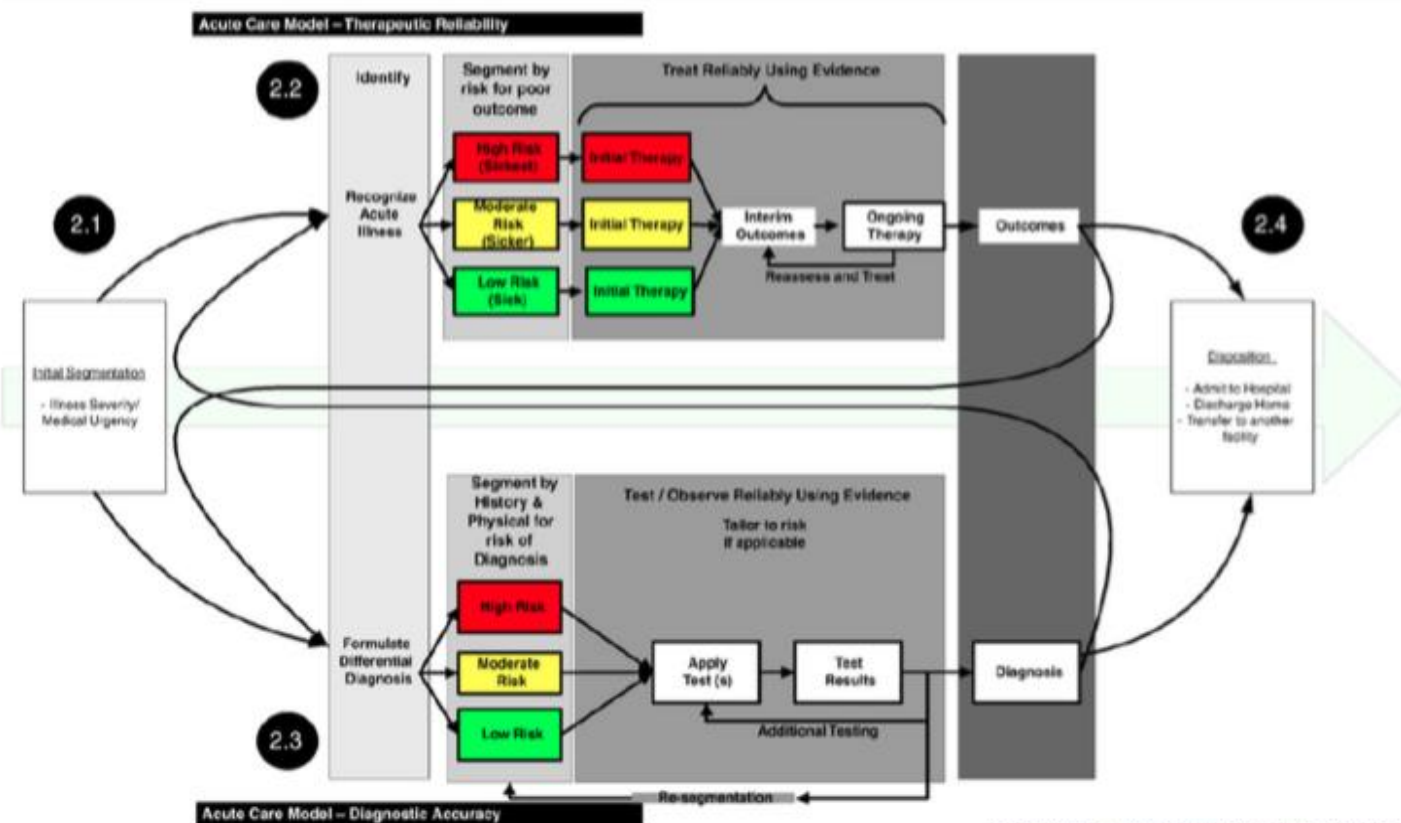 Acute Care Model – Therapeutic Reliability
2.2
Identify
Segment by
risk for poor
outcome
Treat Reliably Using Evidence
High Risk
(Sickest)
Initial Therapy
2.1
Recognize
Acute
Illness
Moderate
Risk
(Sicker)
Initial Therapy
Interim
Outcomes
Ongoing
Therapy
Outcomes
2.4
Low Risk
(Sick)
Initial Therapy
Reassess and Treat
Initial Segmentation
- Illness Severity/
Medical Urgency
Disposition
- Admit to Hospital
- Discharge Home
- Transfer to another
facility
Segment by
History &
Physical for
risk of
Diagnosis
Test / Observe Reliably Using Evidence
Tailor to risk
if applicable
High Risk
Formulate
Differential
Diagnosis
Moderate
Risk
Apply
Test (s)
Test
Results
Diagnosis
2.3
Low Risk
Additional Testing
Re-segmentation
Acute Care Model – Diagnostic Accuracy